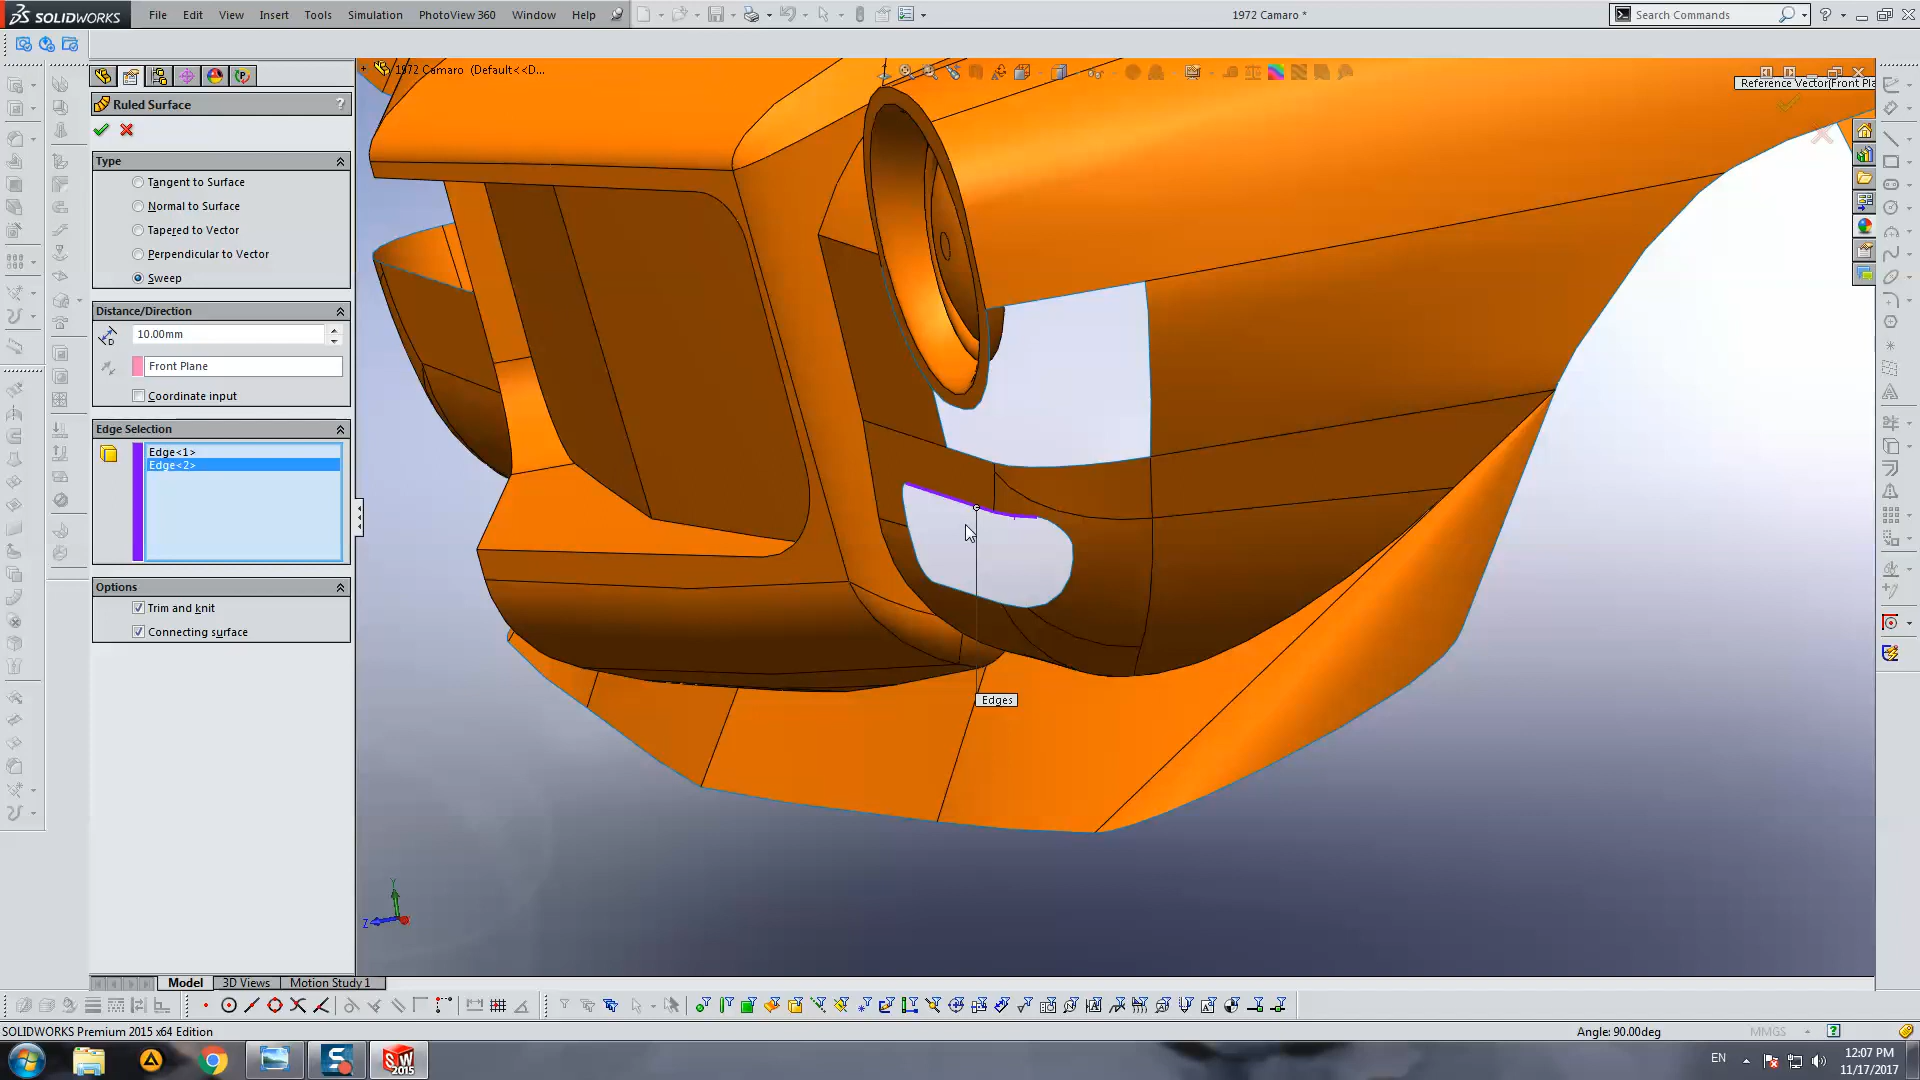 SOLIDWORKS
File Edit View Insert Tools Simulation PhotoView 360 Window Help
1972 Camaro *
Search Commands
Ruled Surface
?
1972 Camaro (Default<<D...
Reference Vector(Front Pla
Type
Tangent to Surface
Normal to Surface
Tapered to Vector
Perpendicular to Vector
Sweep
Distance/Direction
10.00mm
Front Plane
Coordinate input
Edge Selection
Edge<1>
Edge<2>
Options
Trim and knit
Connecting surface
Edges
Y
Z
Model 3D Views Motion Study 1
SOLIDWORKS Premium 2015 x64 Edition
Angle: 90.00deg
MMGS
?
SW
2015
EN
12:07 PM
11/17/2017